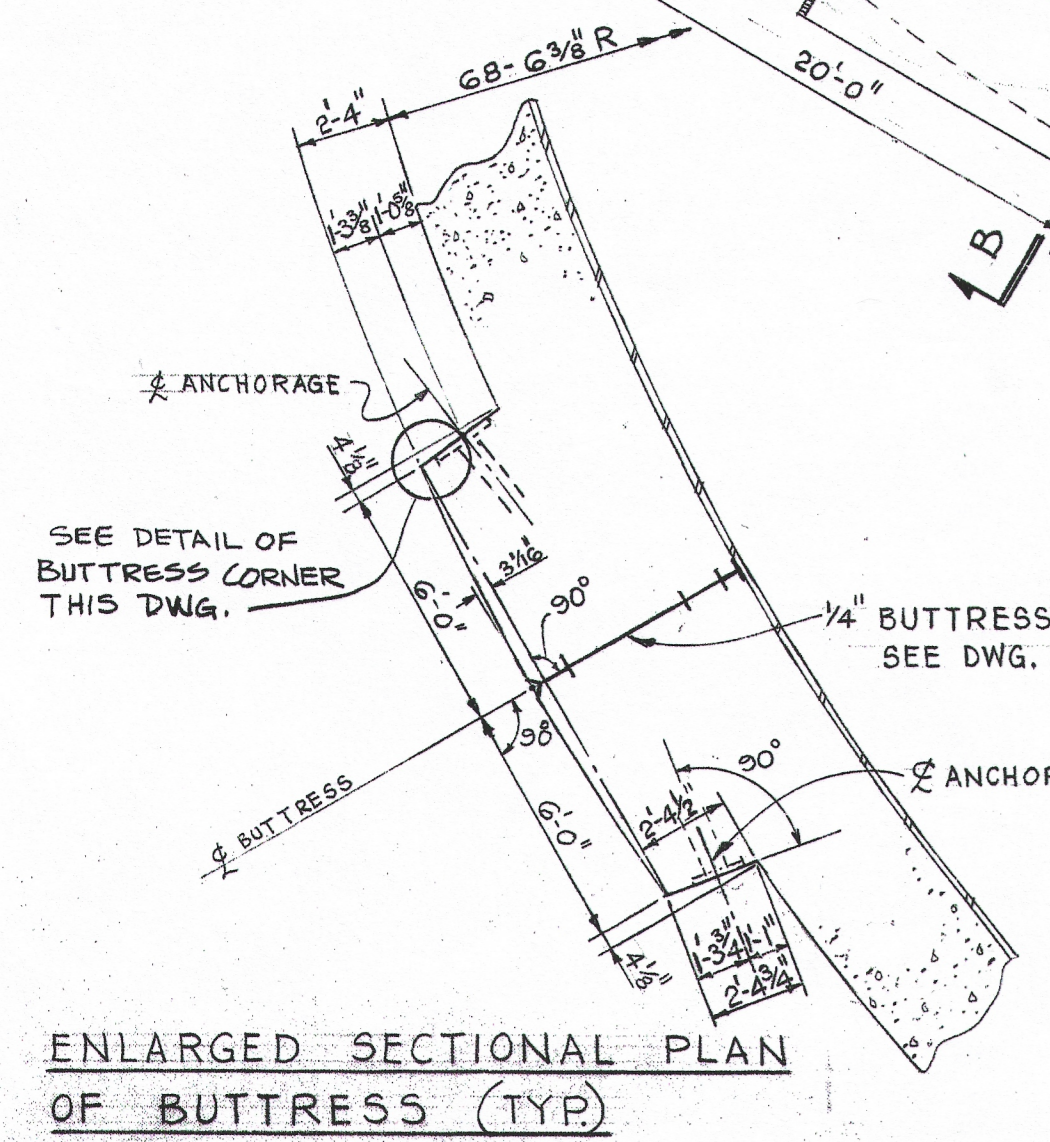 68-6 3/8" R
2'-4"
20'-0"
1'-3 3/8"
1'-0 5/8"
B
℄ ANCHORAGE
4 1/8"
SEE DETAIL OF
BUTTRESS CORNER
THIS DWG.
3 1/16
6'-0"
90°
1/4" BUTTRESS
SEE DWG.
90°
℄ BUTTRESS
90°
℄ ANCHOR
2'-4 1/2"
6'-0"
1'-3 3/4"
1'-1"
2'-4 3/4"
4 1/8"
ENLARGED SECTIONAL PLAN
OF BUTTRESS (TYP.)